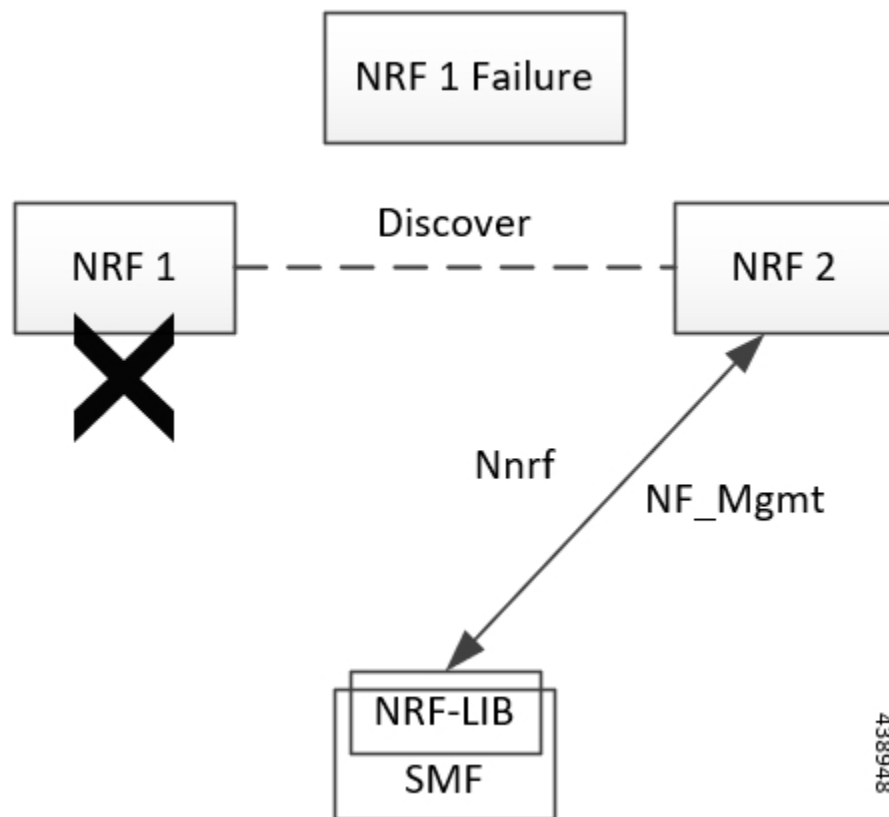 NRF 1 Failure
Discover
NRF 1
NRF 2
Nnrf
NF_Mgmt
NRF-LIB
SMF
438948